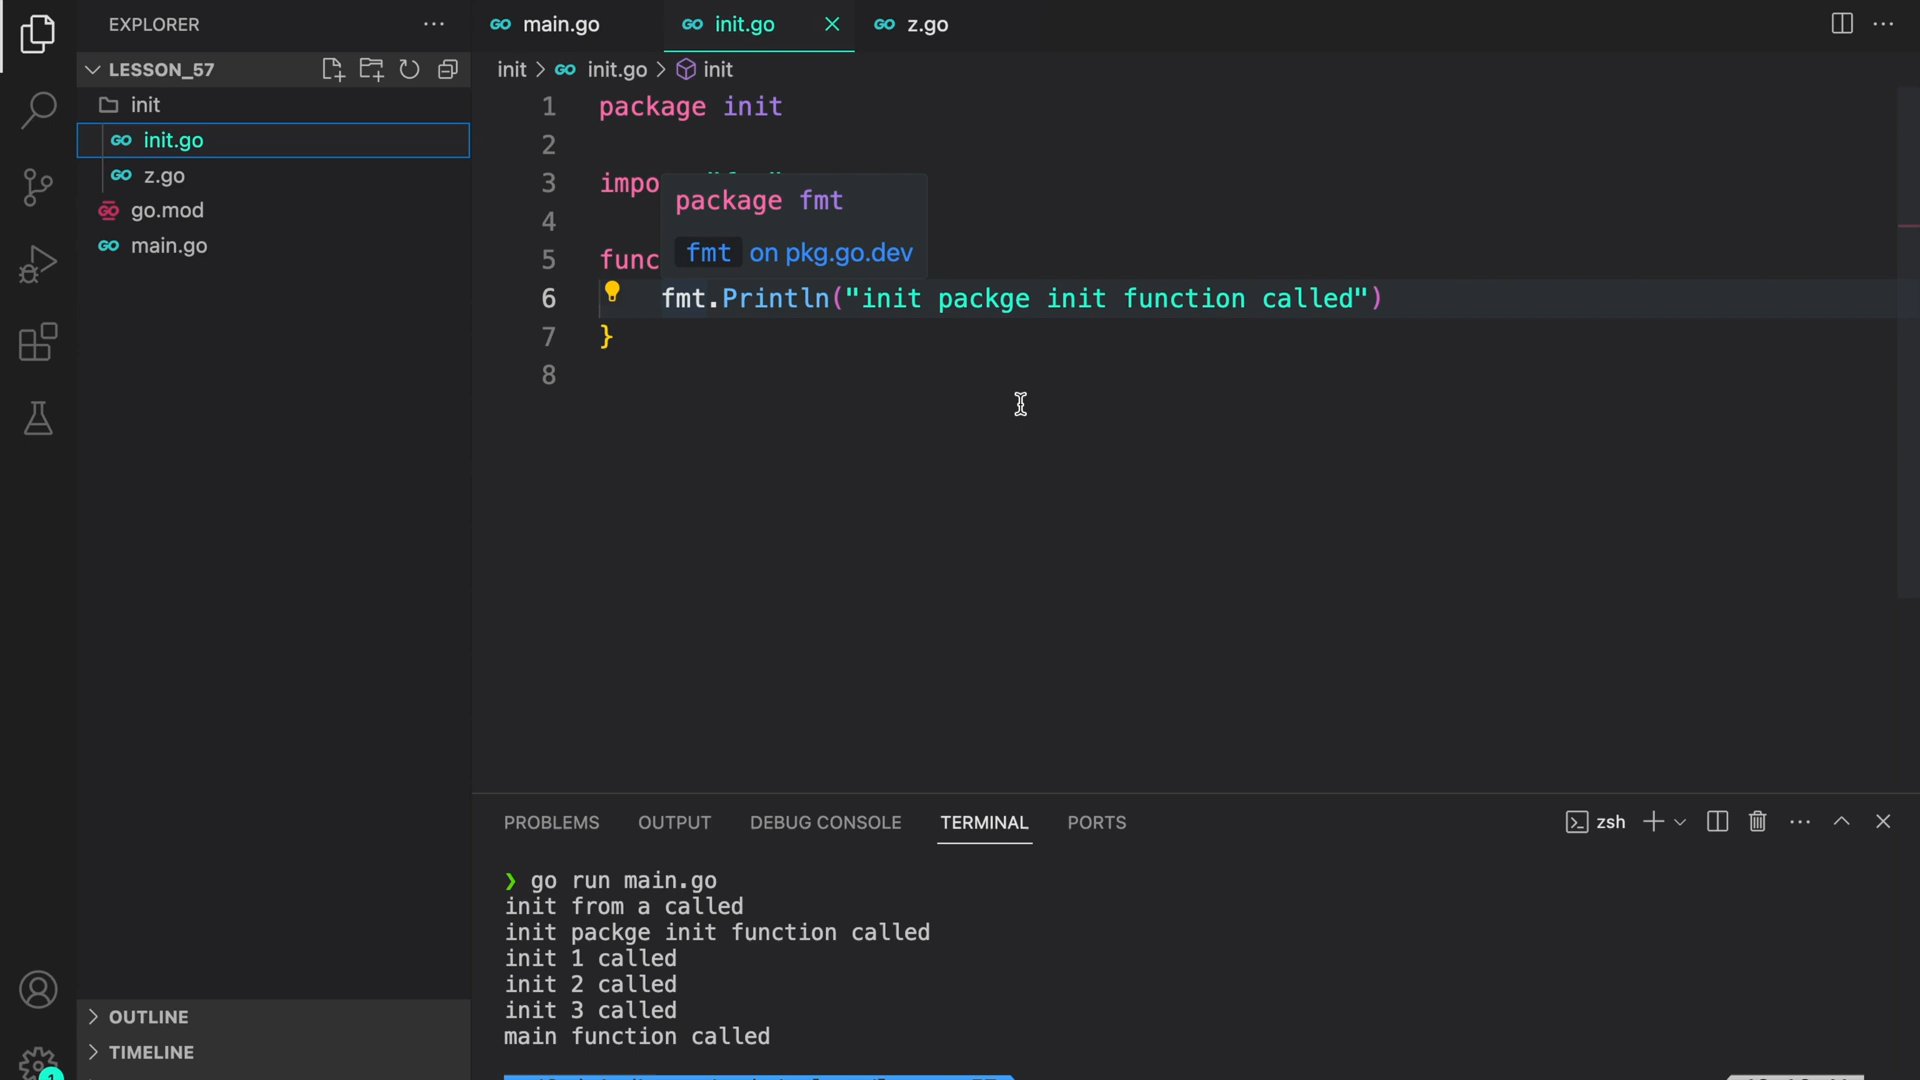 EXPLORER
LESSON_57
init
init.go
z.go
go.mod
main.go
OUTLINE
TIMELINE
1
main.go
init.go
z.go
init > init.go > init
1 package init
2
3 impo
4
5 func
package fmt
fmt on pkg.go.dev
6 fmt.Println("init packge init function called")
7 }
8
PROBLEMS OUTPUT DEBUG CONSOLE TERMINAL PORTS
zsh
❯ go run main.go
init from a called
init packge init function called
init 1 called
init 2 called
init 3 called
main function called